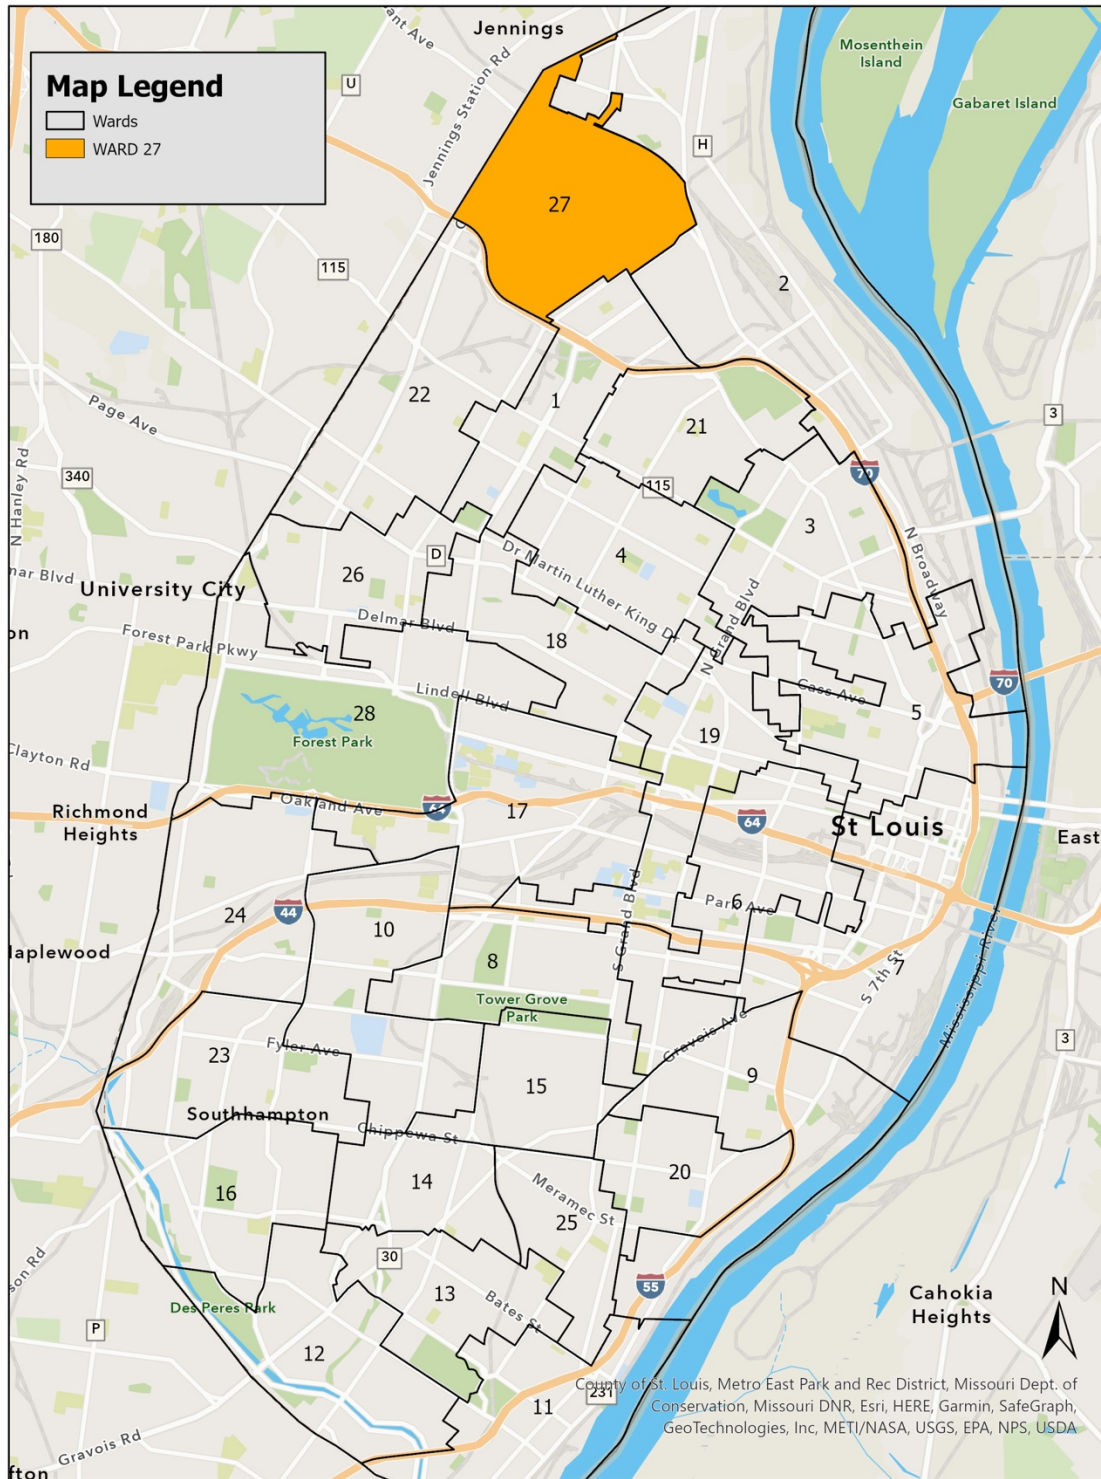 Jennings
Map Legend
Wards
WARD 27
U
Jennings Station Rd
Mosenthein
Island
Gabaret Island
H
27
180
115
2
22
1
21
Page Ave
3
340
N Hanley Rd
115
70
3
D
4
Dr Martin Luther King Dr
N Broadway
26
University City
Delmar Blvd
18
N Grand Blvd
Forest Park Pkwy
Lindell Blvd
Cass Ave
70
28
Forest Park
19
5
Clayton Rd
Richmond
Heights
Oakland Ave
64
17
64
St Louis
East
24
44
10
S Grand Blvd
Park Ave
6
8
7
S 7th St
Mississippi River
Tower Grove
Park
Gravois Ave
3
23
Fyler Ave
15
9
Southhampton
Chippewa St
16
14
Meramec St
20
25
30
13
Bates St
55
Des Peres Park
Cahokia
Heights
N
P
12
11
231
Gravois Rd
County of St. Louis, Metro East Park and Rec District, Missouri Dept. of
Conservation, Missouri DNR, Esri, HERE, Garmin, SafeGraph,
GeoTechnologies, Inc, METI/NASA, USGS, EPA, NPS, USDA